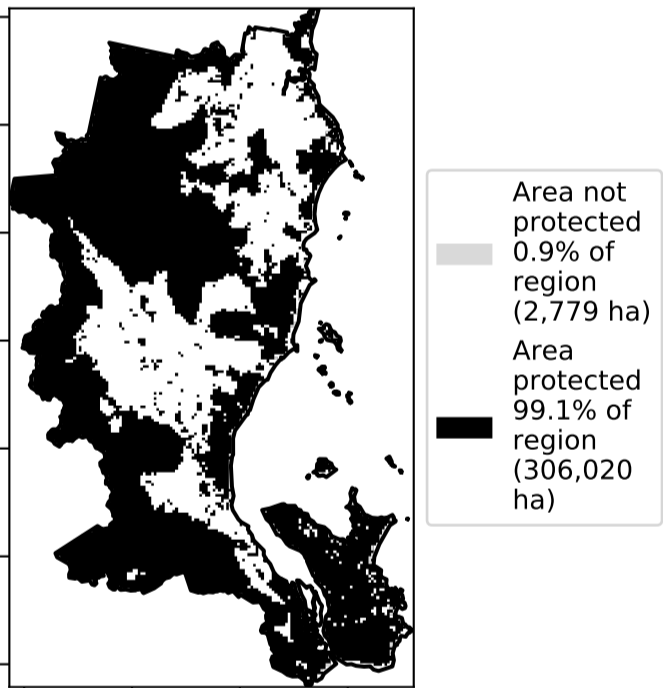 Area not
protected
0.9% of
region
(2,779 ha)
Area
protected
99.1% of
region
(306,020
ha)